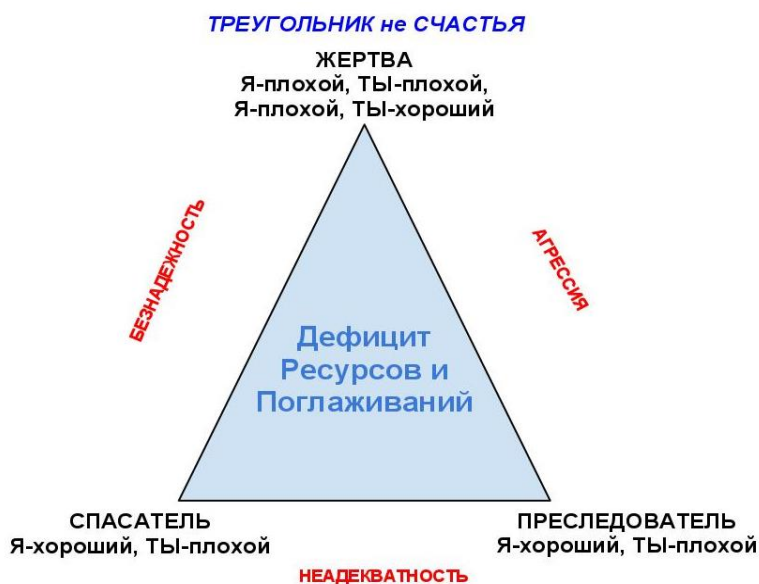 ТРЕУГОЛЬНИК не СЧАСТЬЯ
ЖЕРТВА
Я-плохой, ТЫ-плохой,
Я-плохой, ТЫ-хороший
БЕЗНАДЕЖНОСТЬ
АГРЕССИЯ
Дефицит
Ресурсов и
Поглаживаний
СПАСАТЕЛЬ
Я-хороший, ТЫ-плохой
ПРЕСЛЕДОВАТЕЛЬ
Я-хороший, ТЫ-плохой
НЕАДЕКВАТНОСТЬ